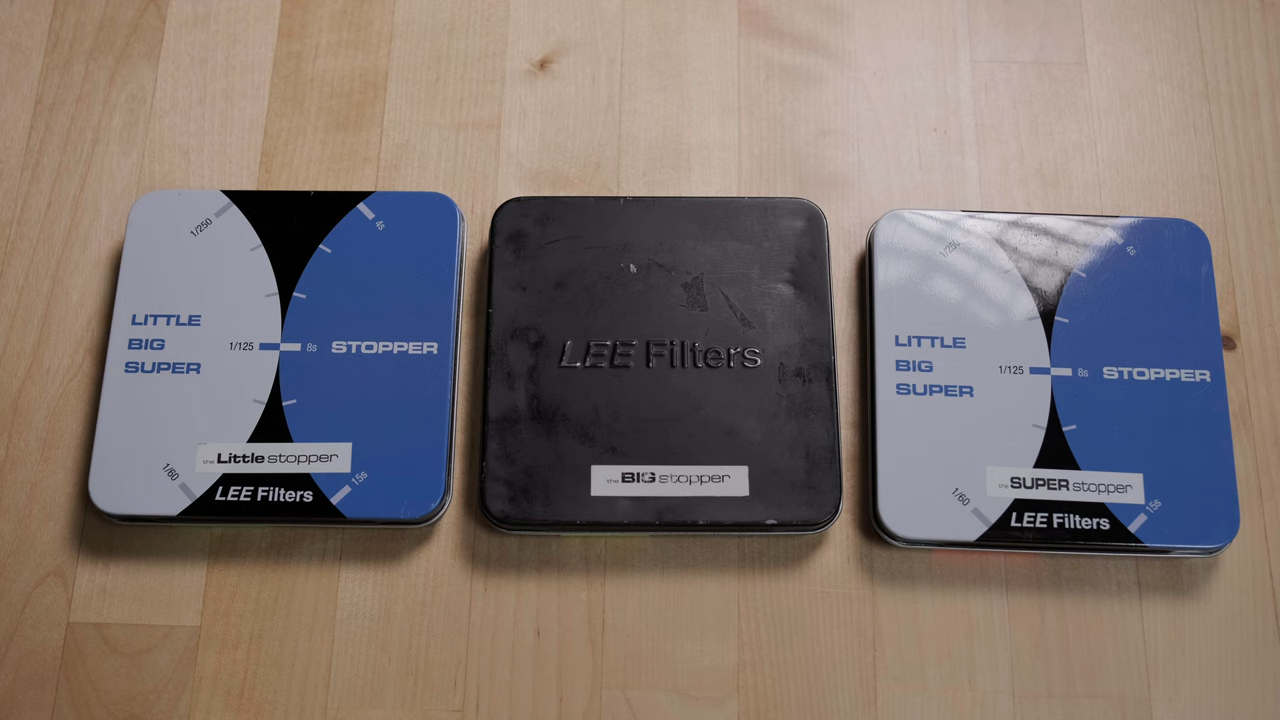 1/250
4s
LITTLE
BIG
SUPER
1/125
8s
STOPPER
the Little stopper
1/60
15s
LEE Filters
LEE Filters
the BIG stopper
1/250
4s
LITTLE
BIG
SUPER
1/125
8s
STOPPER
the SUPER stopper
1/60
15s
LEE Filters